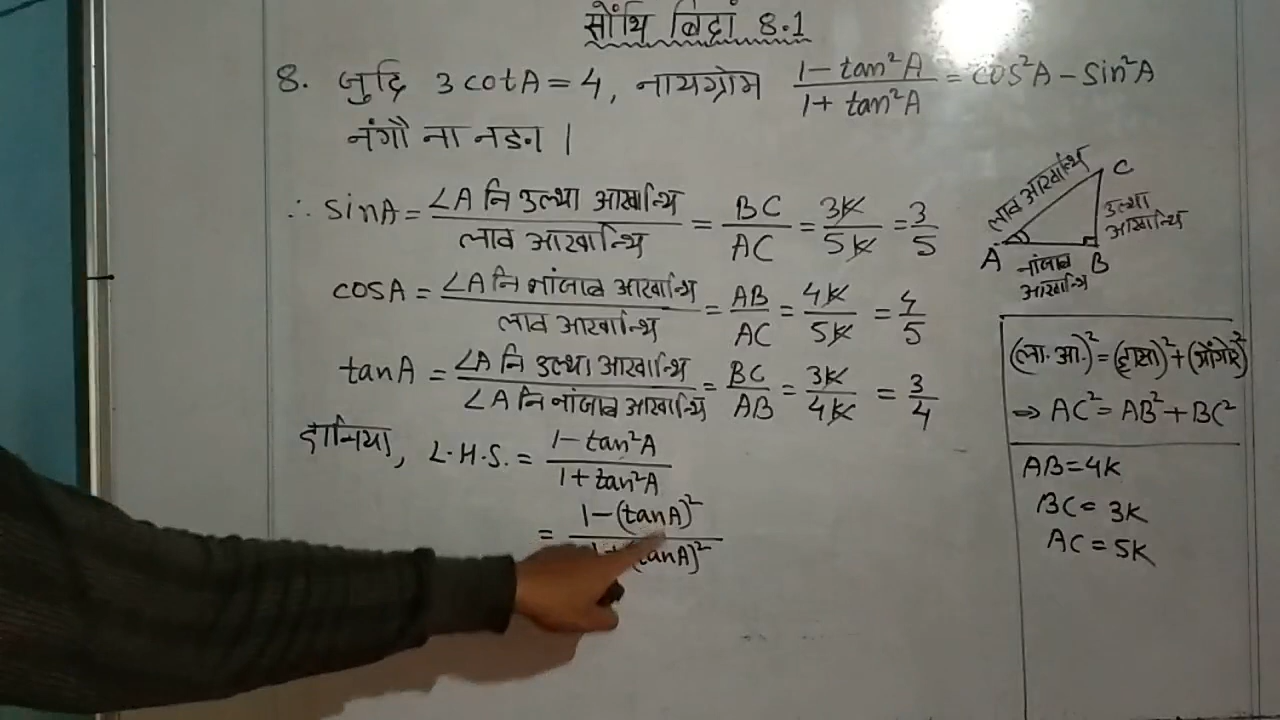 सोंथि बिदां 8.1
8. जुदि 3 cotA = 4, नायग्रोम (1 - tan²A)/(1 + tan²A) = cos²A - sin²A
नंगौ ना नङा ।
∴ sinA = ∠A नि उल्था आखान्थि / लाव आखान्थि = BC/AC = 3K/5K = 3/5
cosA = ∠A नि नांजाब आखान्थि / लाव आखान्थि = AB/AC = 4K/5K = 4/5
tanA = ∠A नि उल्था आखान्थि / ∠A नि नांजाब आखान्थि = BC/AB = 3K/4K = 3/4
दानिया, L.H.S. = (1 - tan²A)/(1 + tan²A)
= 1 - (tanA)² / (tanA)²
लाव आखान्थि
C
उल्था
आखान्थि
A
नांजाब
आखान्थि
B
(ला. आ.)² = (हाखा)² + (थोंगोर)²
⇒ AC² = AB² + BC²
AB = 4K
BC = 3K
AC = 5K